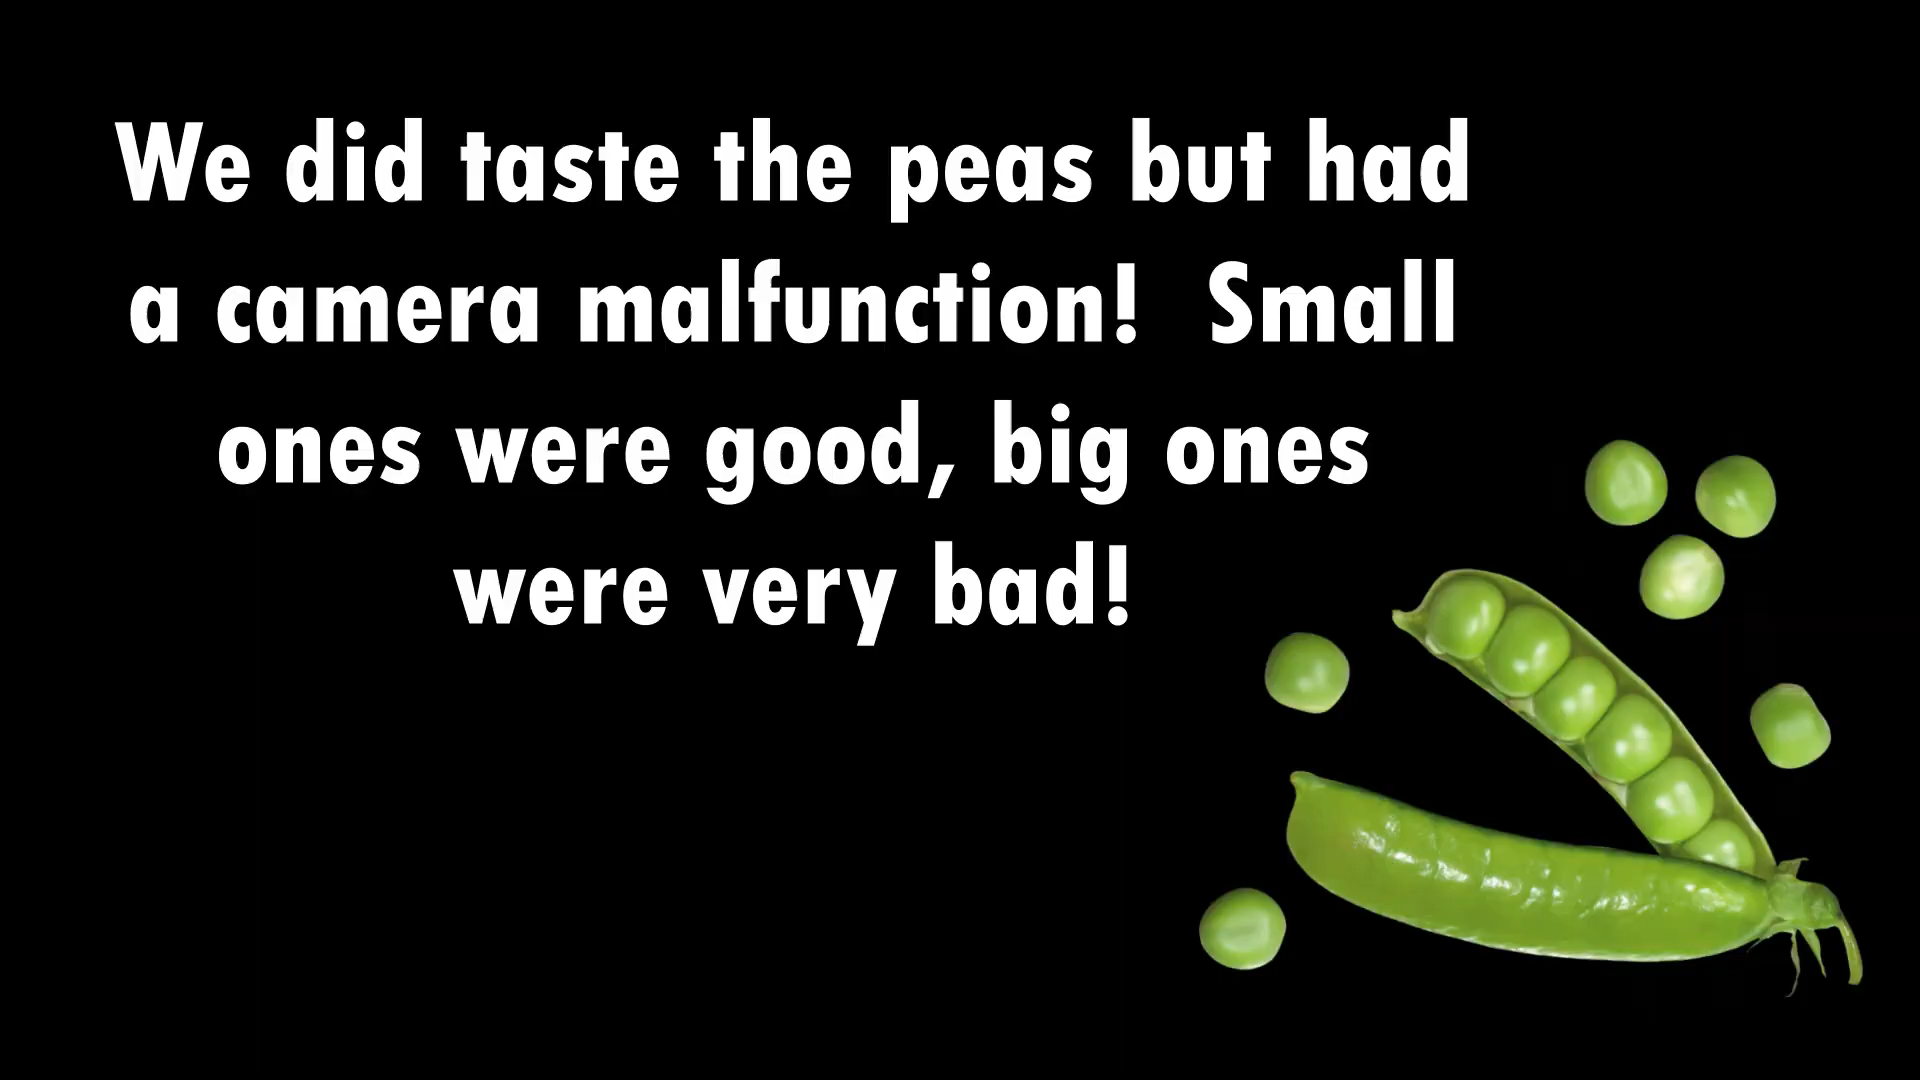 We did taste the peas but had
a camera malfunction!  Small
ones were good, big ones
were very bad!